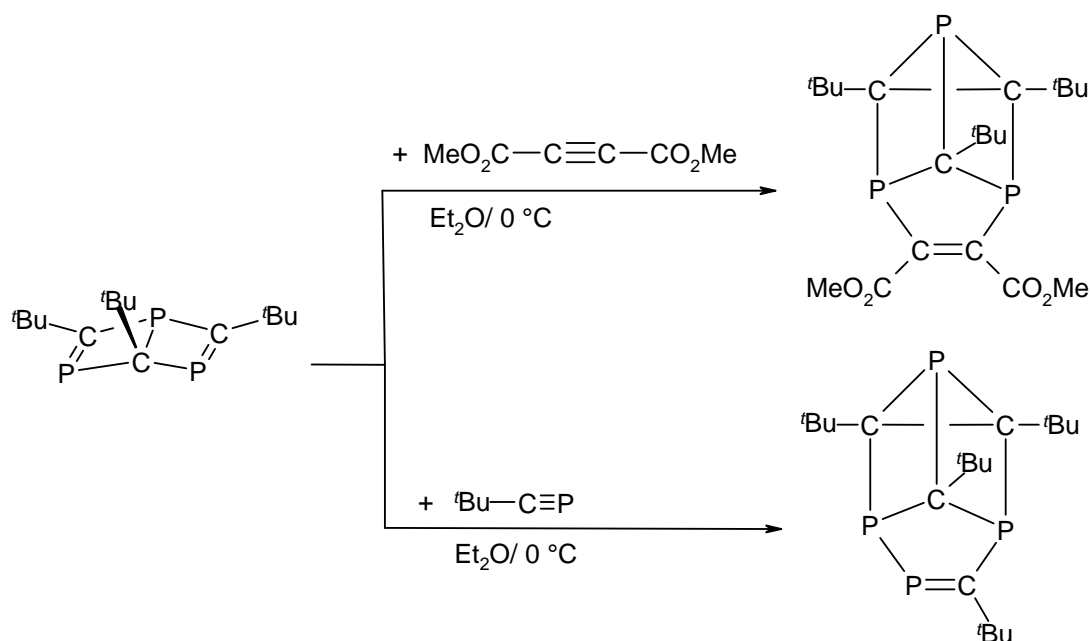 P
ᵗBu C C ᵗBu
ᵗBu
+ MeO₂C C C CO₂Me
C
P P
Et₂O/ 0 °C
C C
MeO₂C CO₂Me
ᵗBu
ᵗBu C P C ᵗBu
P C P
P
ᵗBu C C ᵗBu
ᵗBu
+ ᵗBu C P
C
P P
Et₂O/ 0 °C
P C
ᵗBu